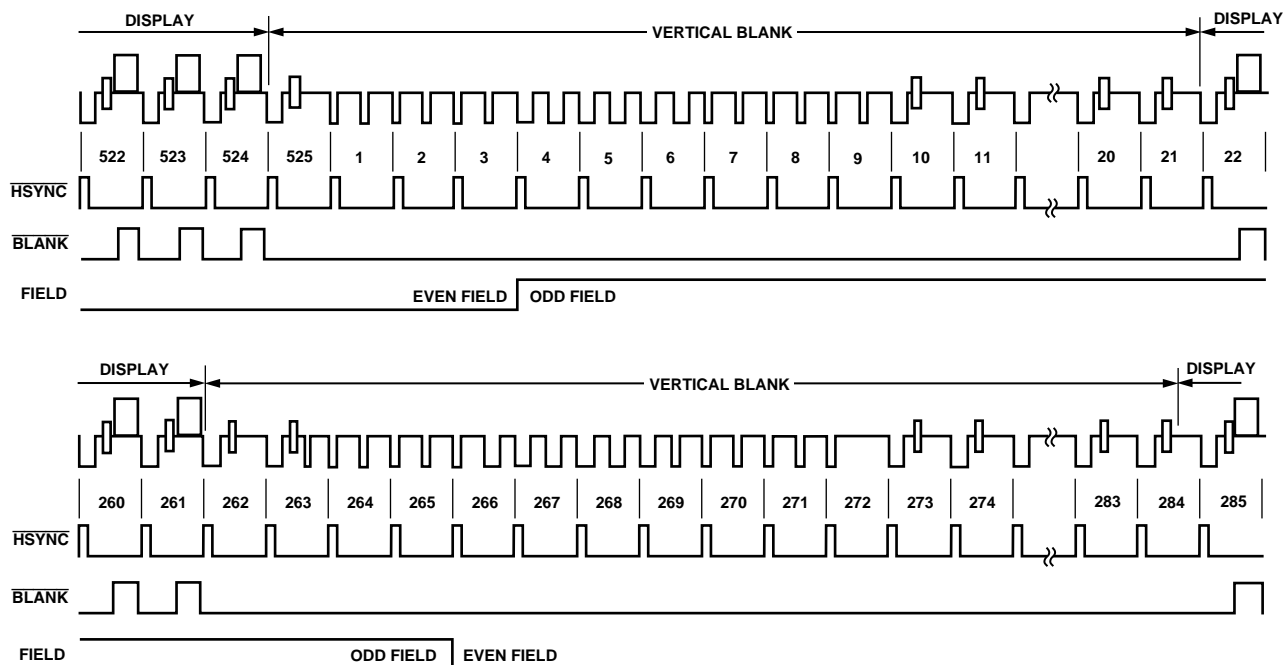 DISPLAY VERTICAL BLANK DISPLAY
522 523 524 525 1 2 3 4 5 6 7 8 9 10 11 20 21 22
HSYNC
BLANK
FIELD EVEN FIELD ODD FIELD
DISPLAY VERTICAL BLANK DISPLAY
260 261 262 263 264 265 266 267 268 269 270 271 272 273 274 283 284 285
HSYNC
BLANK
FIELD ODD FIELD EVEN FIELD